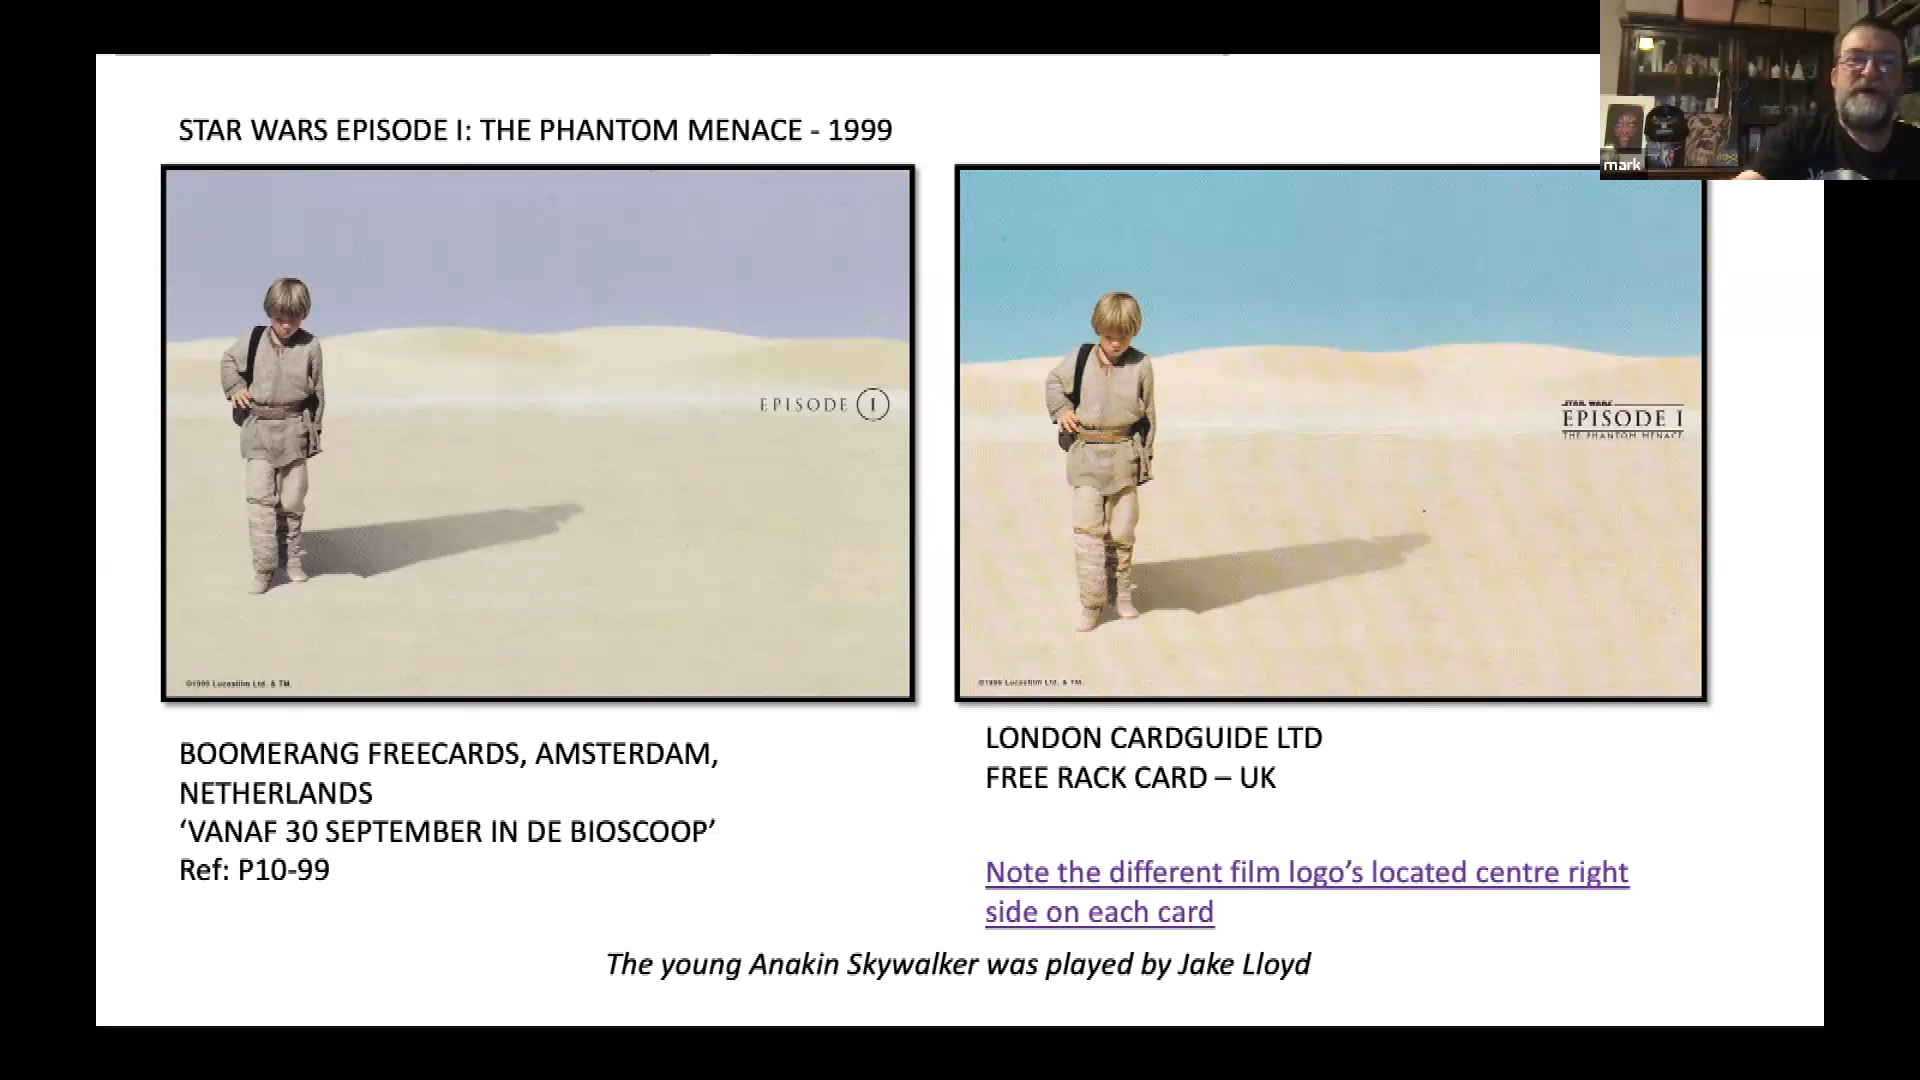 STAR WARS EPISODE I: THE PHANTOM MENACE - 1999
mark
EPISODE I
©1999 Lucasfilm Ltd. & TM.
STAR WARS
EPISODE I
THE PHANTOM MENACE
©1999 Lucasfilm Ltd. & TM.
BOOMERANG FREECARDS, AMSTERDAM,
NETHERLANDS
‘VANAF 30 SEPTEMBER IN DE BIOSCOOP’
Ref: P10-99
LONDON CARDGUIDE LTD
FREE RACK CARD – UK
Note the different film logo’s located centre right
side on each card
The young Anakin Skywalker was played by Jake Lloyd